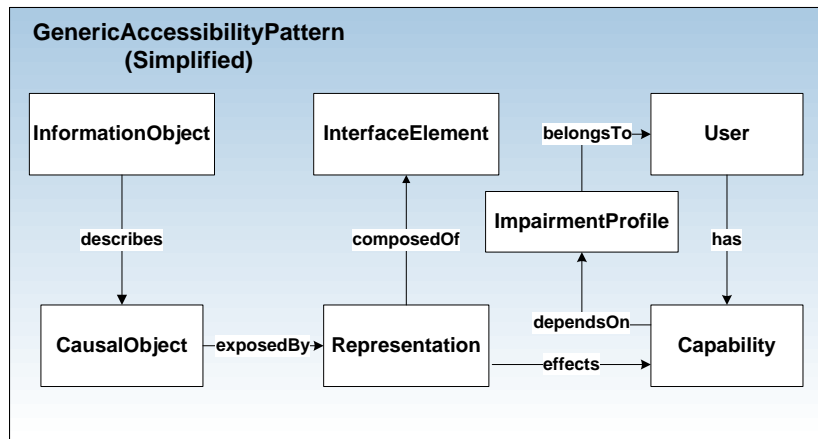 GenericAccessibilityPattern
(Simplified)
InformationObject
InterfaceElement
belongsTo
User
ImpairmentProfile
describes
composedOf
has
dependsOn
CausalObject
exposedBy
Representation
effects
Capability